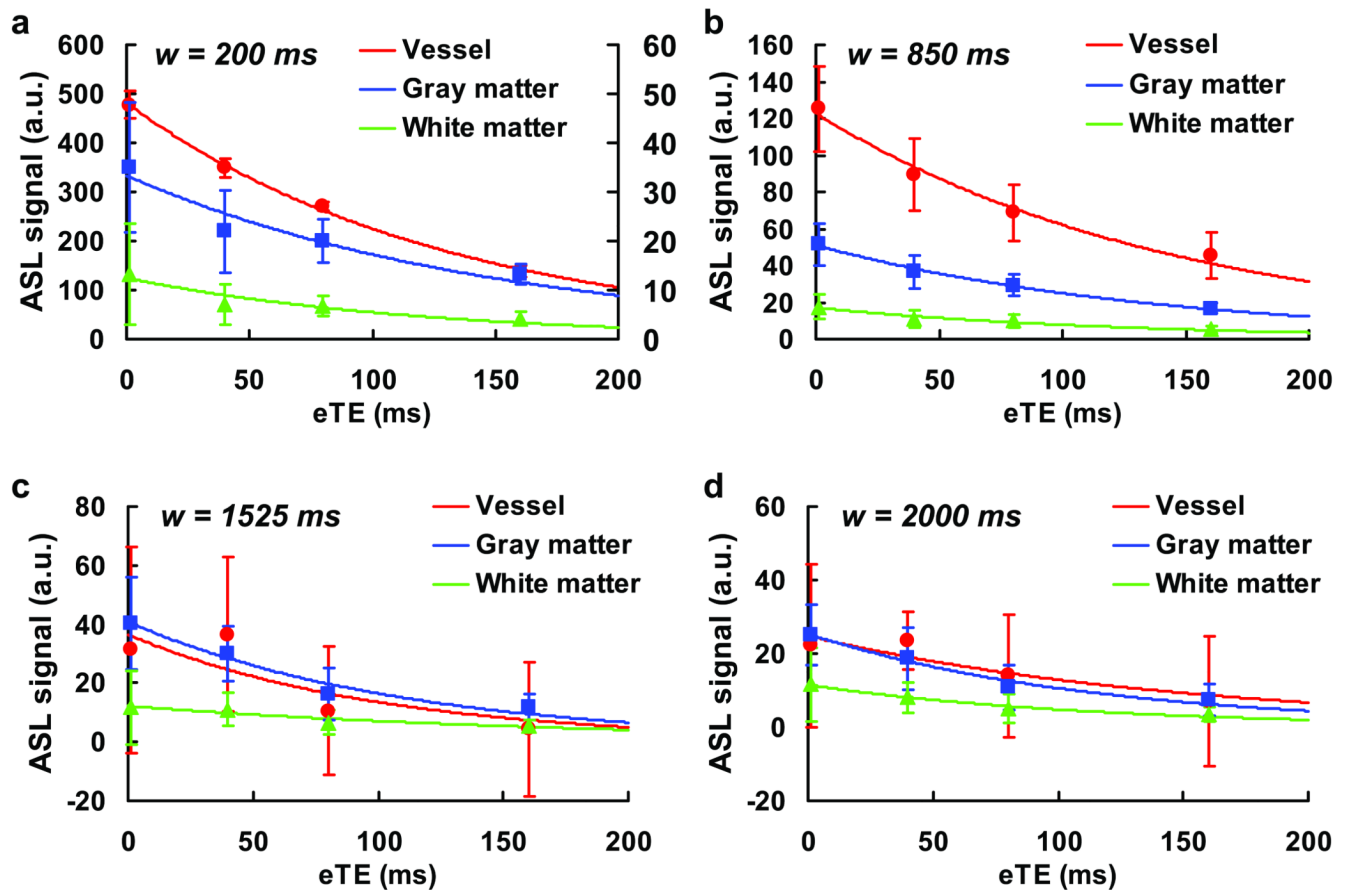 a
w = 200 ms
Vessel
Gray matter
White matter
600
500
400
300
200
100
0
60
50
40
30
20
10
0
ASL signal (a.u.)
0 50 100 150 200
eTE (ms)
b
w = 850 ms
Vessel
Gray matter
White matter
160
140
120
100
80
60
40
20
0
ASL signal (a.u.)
0 50 100 150 200
eTE (ms)
c
w = 1525 ms
Vessel
Gray matter
White matter
80
60
40
20
0
-20
ASL signal (a.u.)
0 50 100 150 200
eTE (ms)
d
w = 2000 ms
Vessel
Gray matter
White matter
60
40
20
0
-20
ASL signal (a.u.)
0 50 100 150 200
eTE (ms)